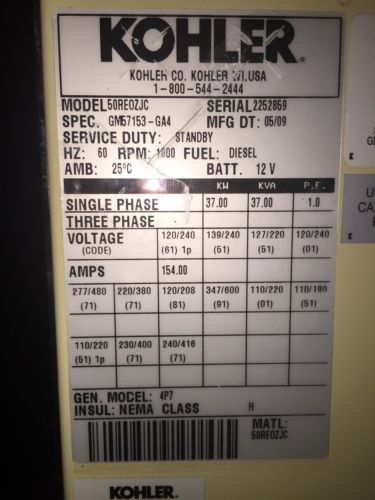 KOHLER
KOHLER CO. KOHLER WI.USA
1-800-544-2444
MODEL 50REOZJC SERIAL 2252859
SPEC. GM57153-GA4 MFG DT: 05/09
SERVICE DUTY: STANDBY
HZ: 60 RPM: 1800 FUEL: DIESEL
AMB: 25°C BATT. 12 V
KW KVA P.F.
SINGLE PHASE 37.00 37.00 1.0
THREE PHASE
VOLTAGE 120/240 139/240 127/220 120/240
(CODE) (61) 1p (51) (51) (01)
AMPS 154.00
277/480 220/380 120/208 347/600 110/220 110/190
(71) (71) (81) (91) (01) (51)
110/220 230/400 240/416
(51) 1p (71) (71)
GEN. MODEL: 4P7
INSUL: NEMA CLASS H
MATL:
50REOZJC
KOHLER